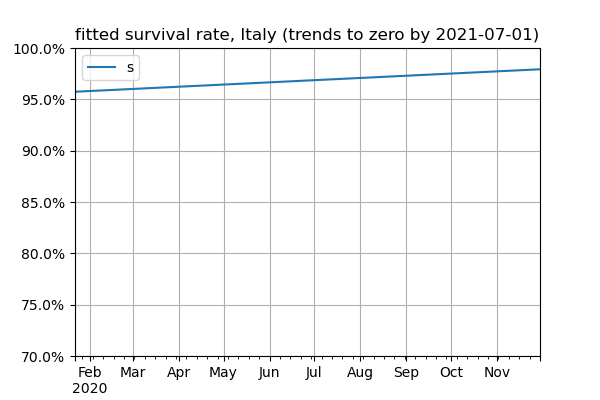 fitted survival rate, Italy (trends to zero by 2021-07-01)
100.0%
s
95.0%
90.0%
85.0%
80.0%
75.0%
70.0%
Feb Mar Apr May Jun Jul Aug Sep Oct Nov
2020